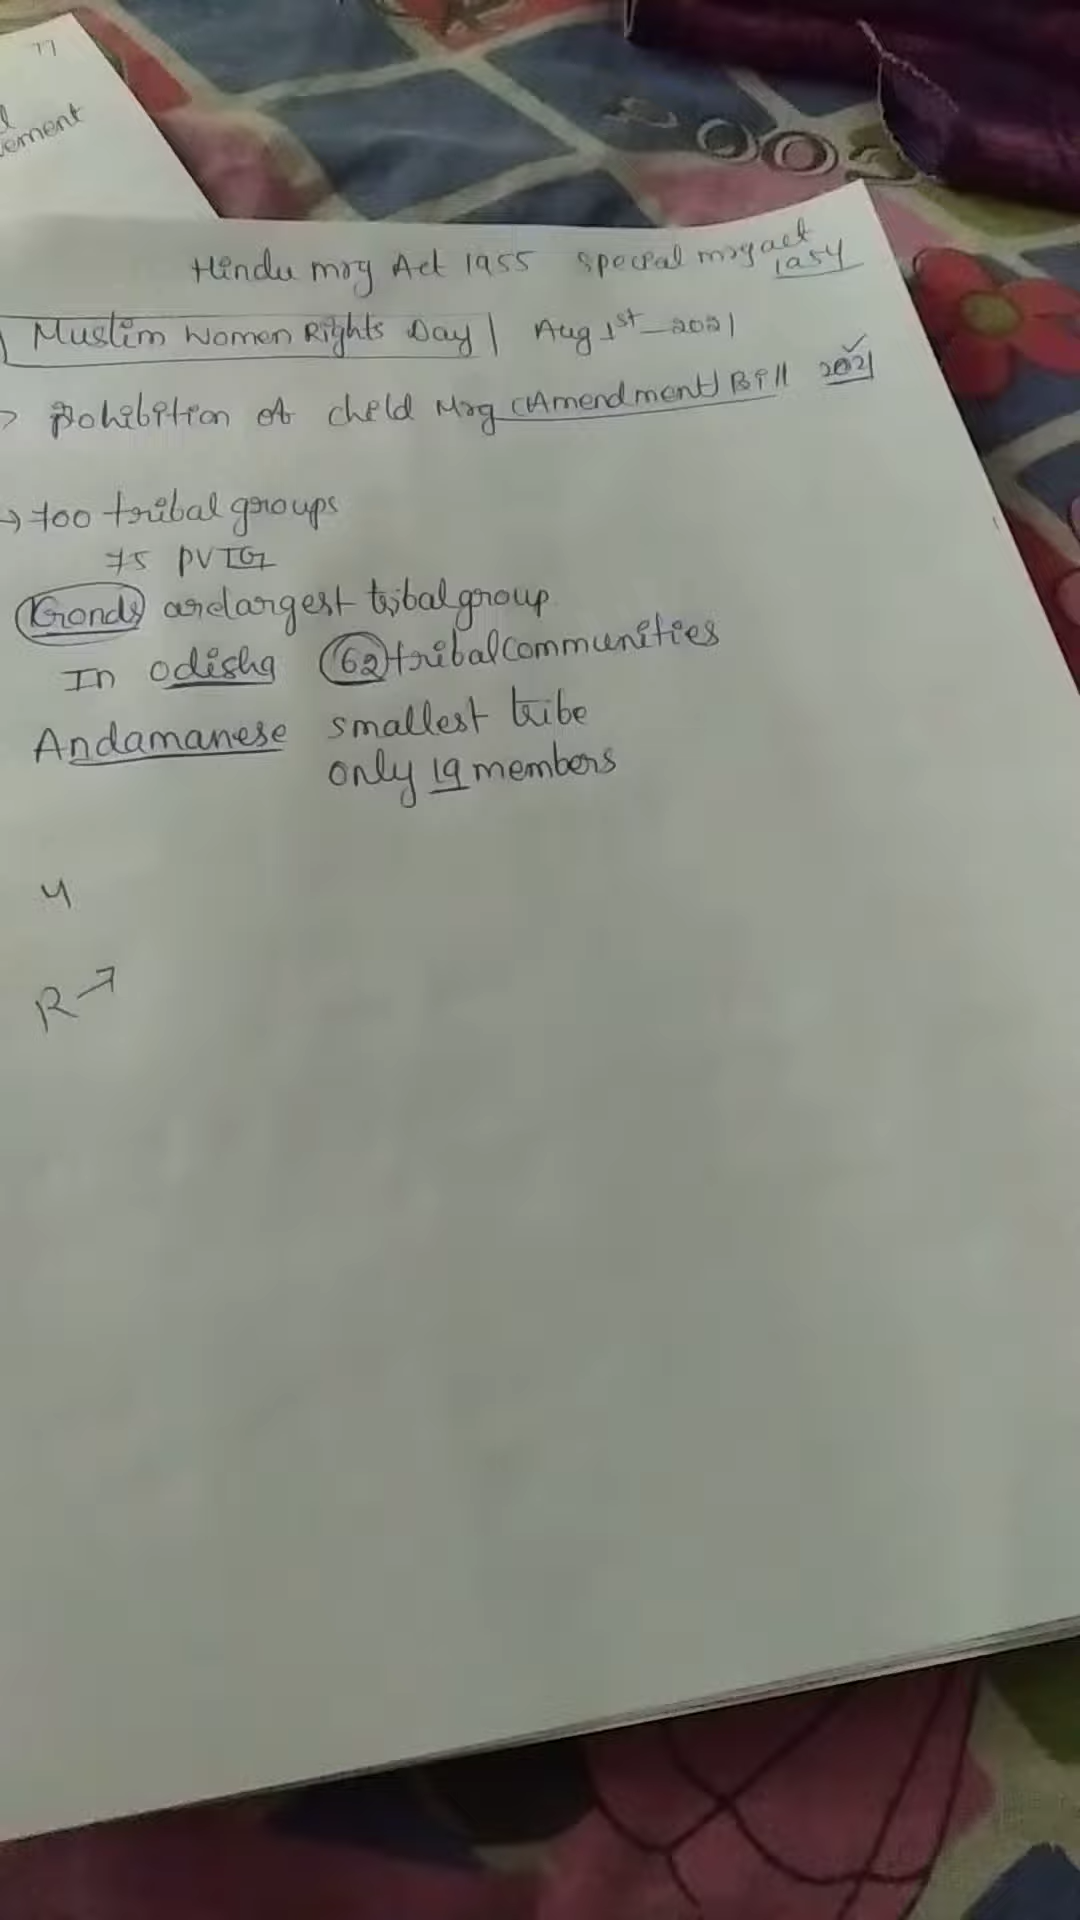 77
vement
Hindu mrg Act 1955 special mrg act 1954
Muslim Women Rights Day Aug 1st - 2021
Prohibition of child Mrg (Amendment) Bill 2021
→ 700 tribal groups
75 PVTG
Gonds are largest tribal group
In odisha 62 tribal communities
Andamanese smallest tribe
only 19 members
4
R →